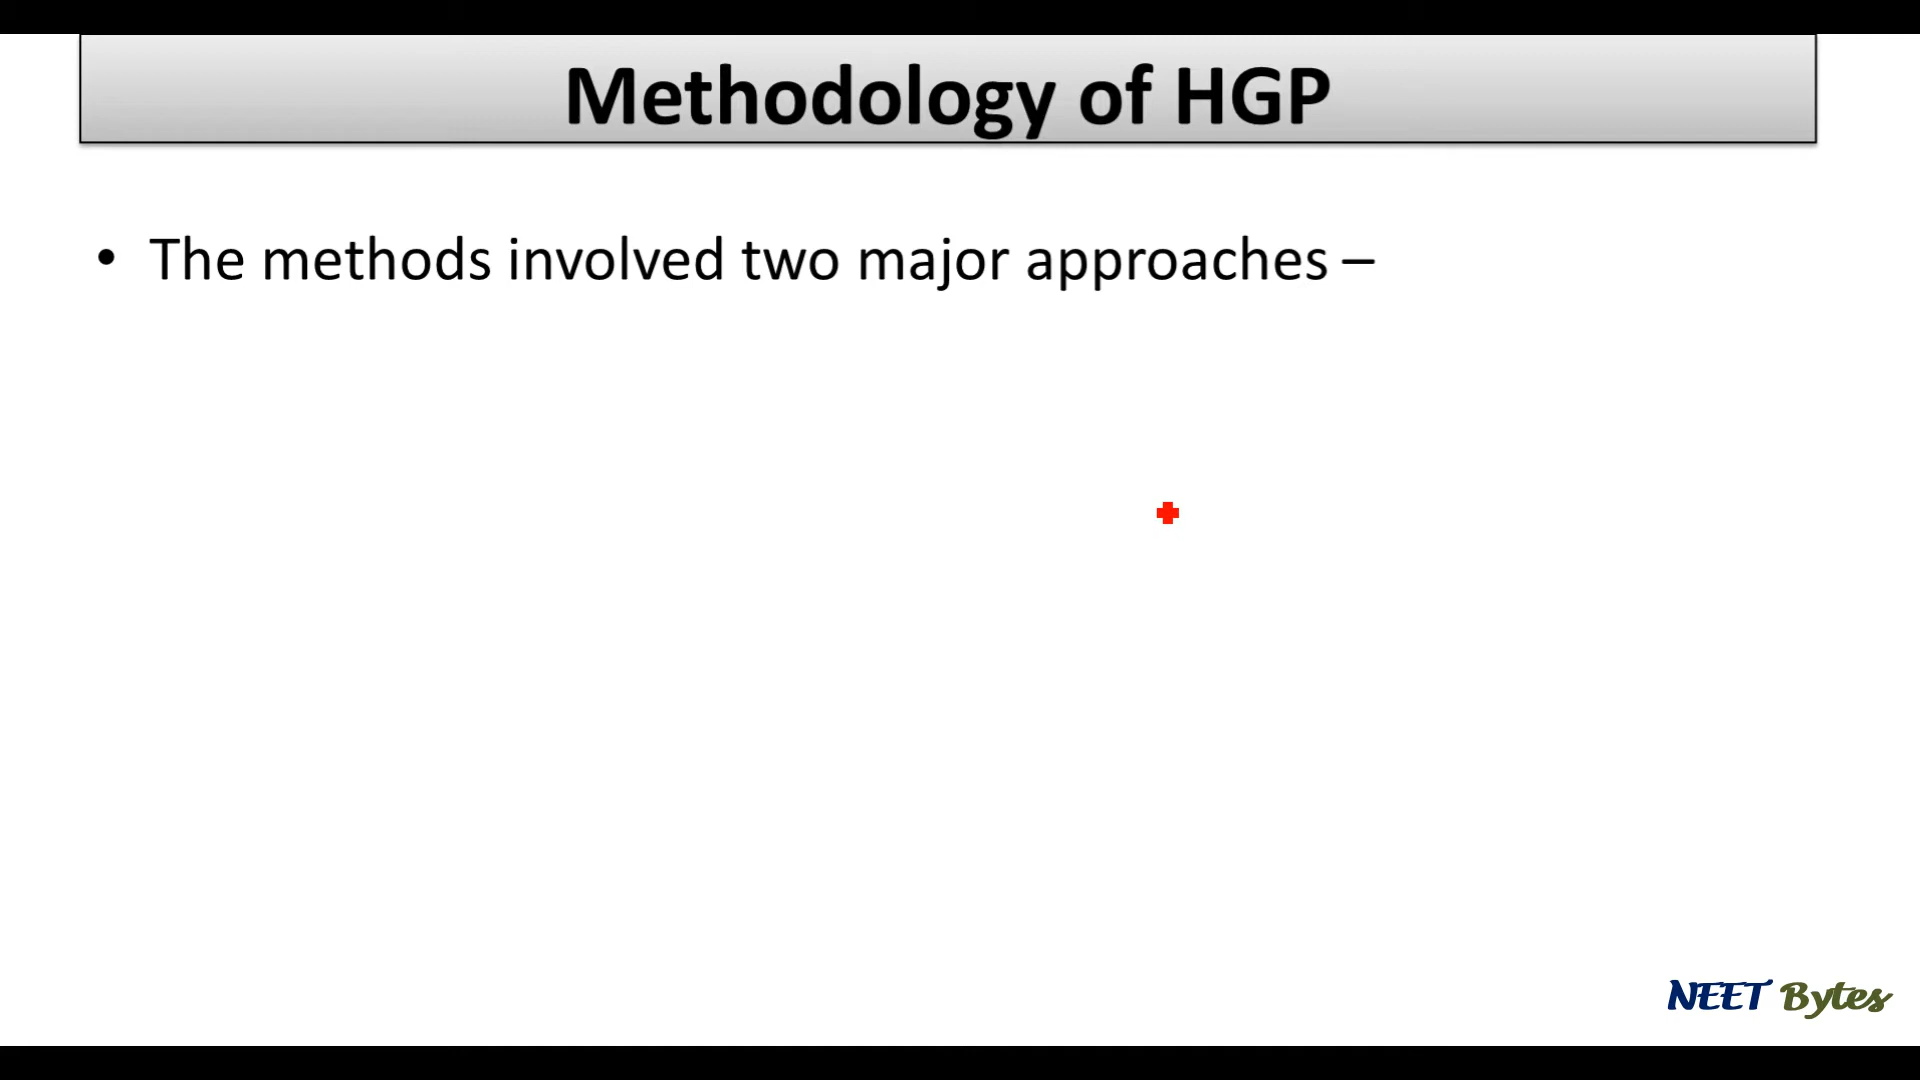 Methodology of HGP
• The methods involved two major approaches –
NEET Bytes